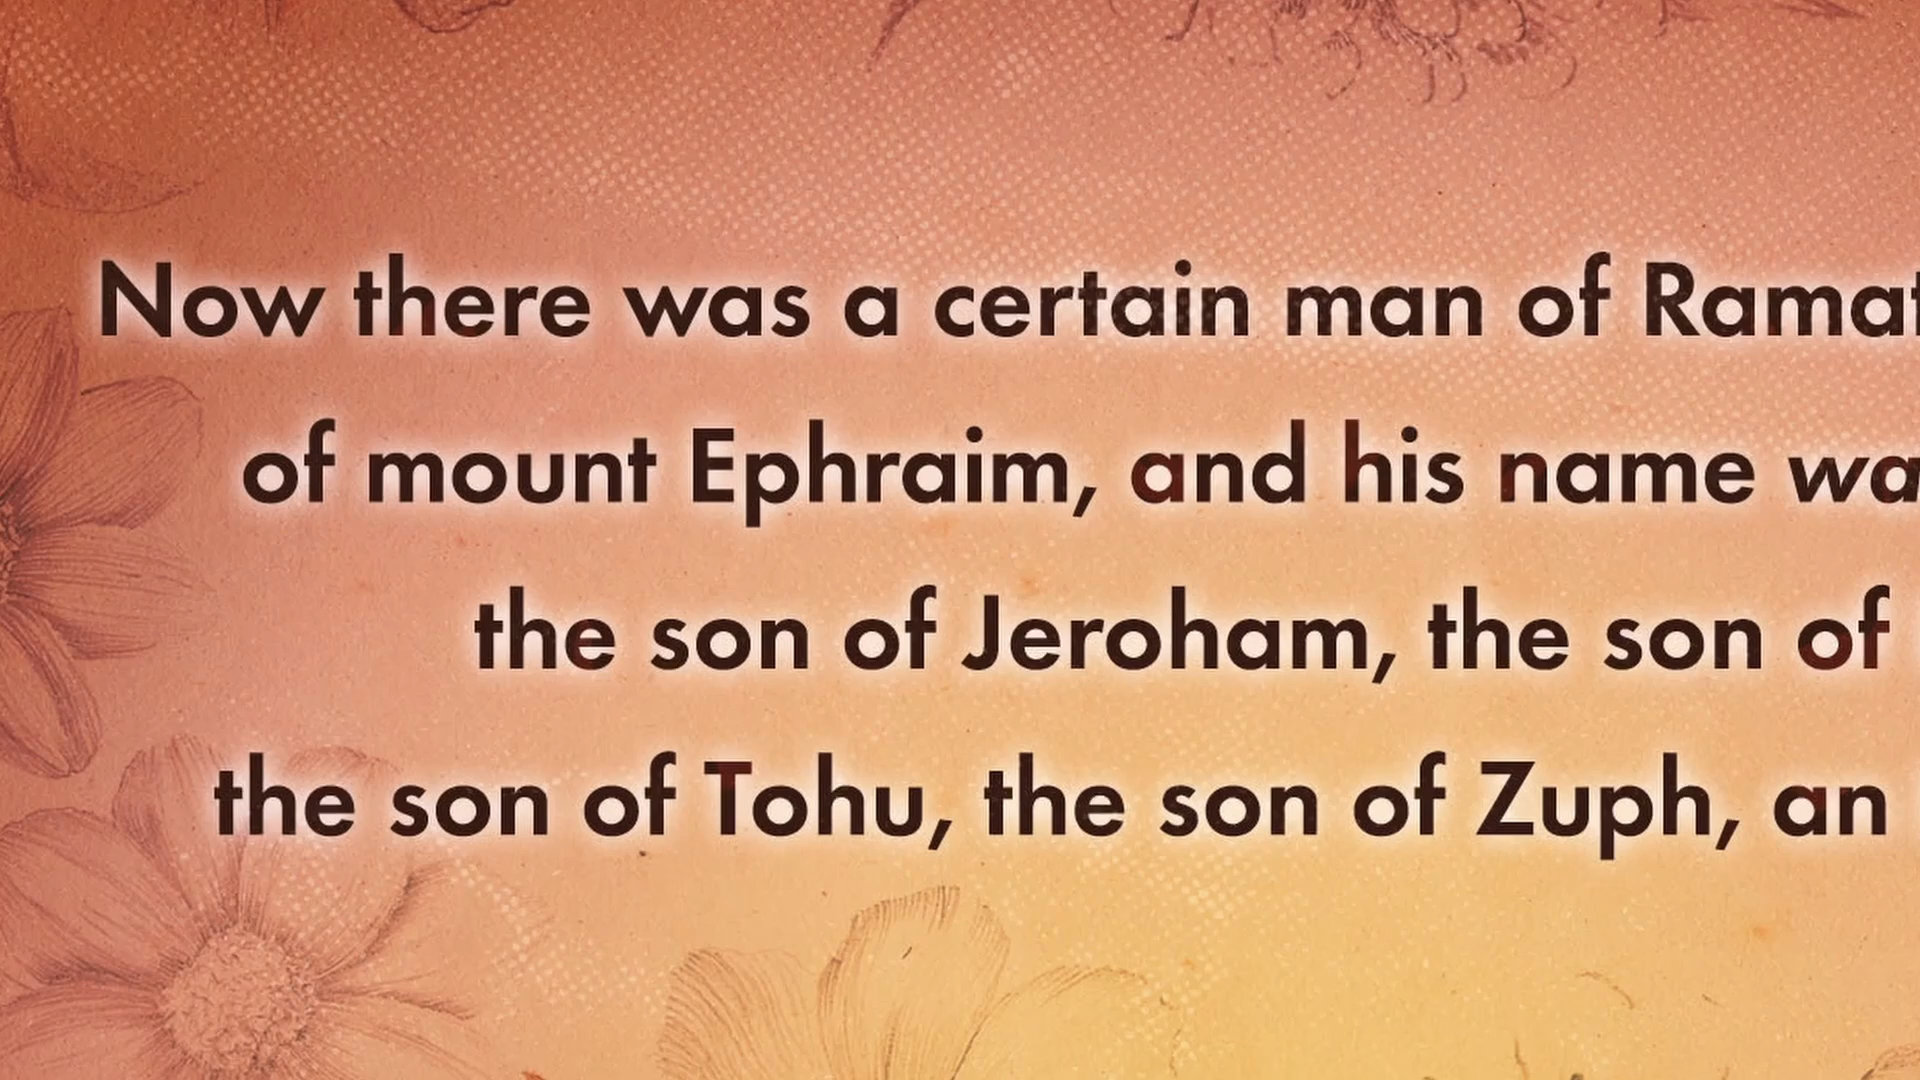 Now there was a certain man of Ramat
of mount Ephraim, and his name wa
the son of Jeroham, the son of
the son of Tohu, the son of Zuph, an